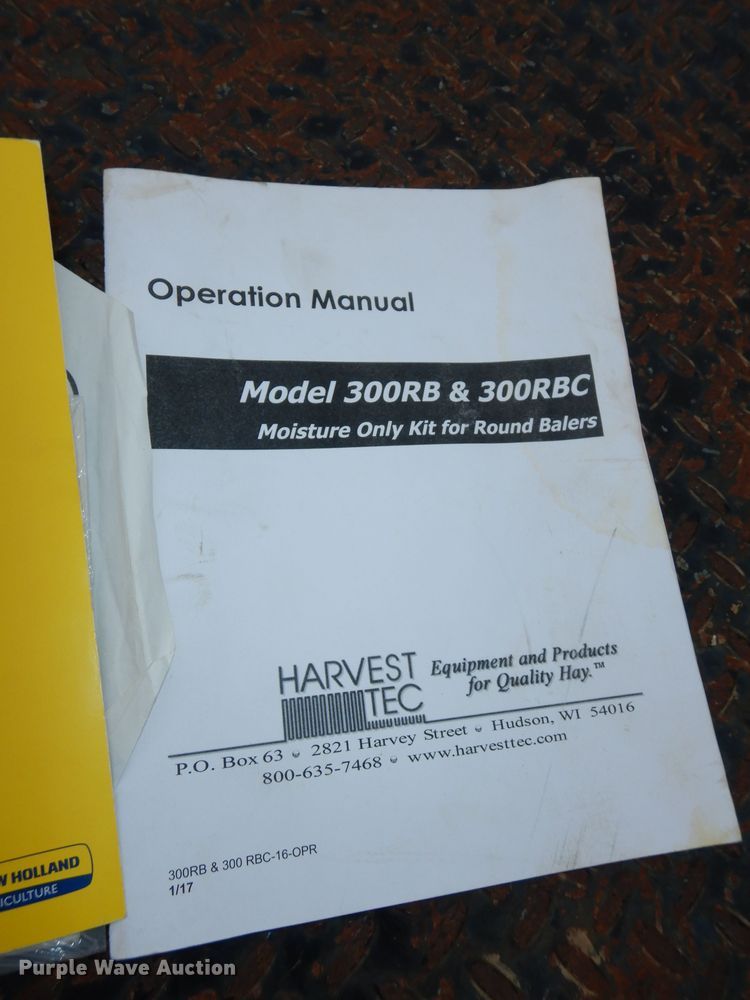 Operation Manual
Model 300RB & 300RBC
Moisture Only Kit for Round Balers
HARVEST
TEC
Equipment and Products
for Quality Hay.™
P.O. Box 63 • 2821 Harvey Street • Hudson, WI 54016
800-635-7468 • www.harvesttec.com
300RB & 300 RBC-16-OPR
1/17
W HOLLAND
ICULTURE
Purple Wave Auction